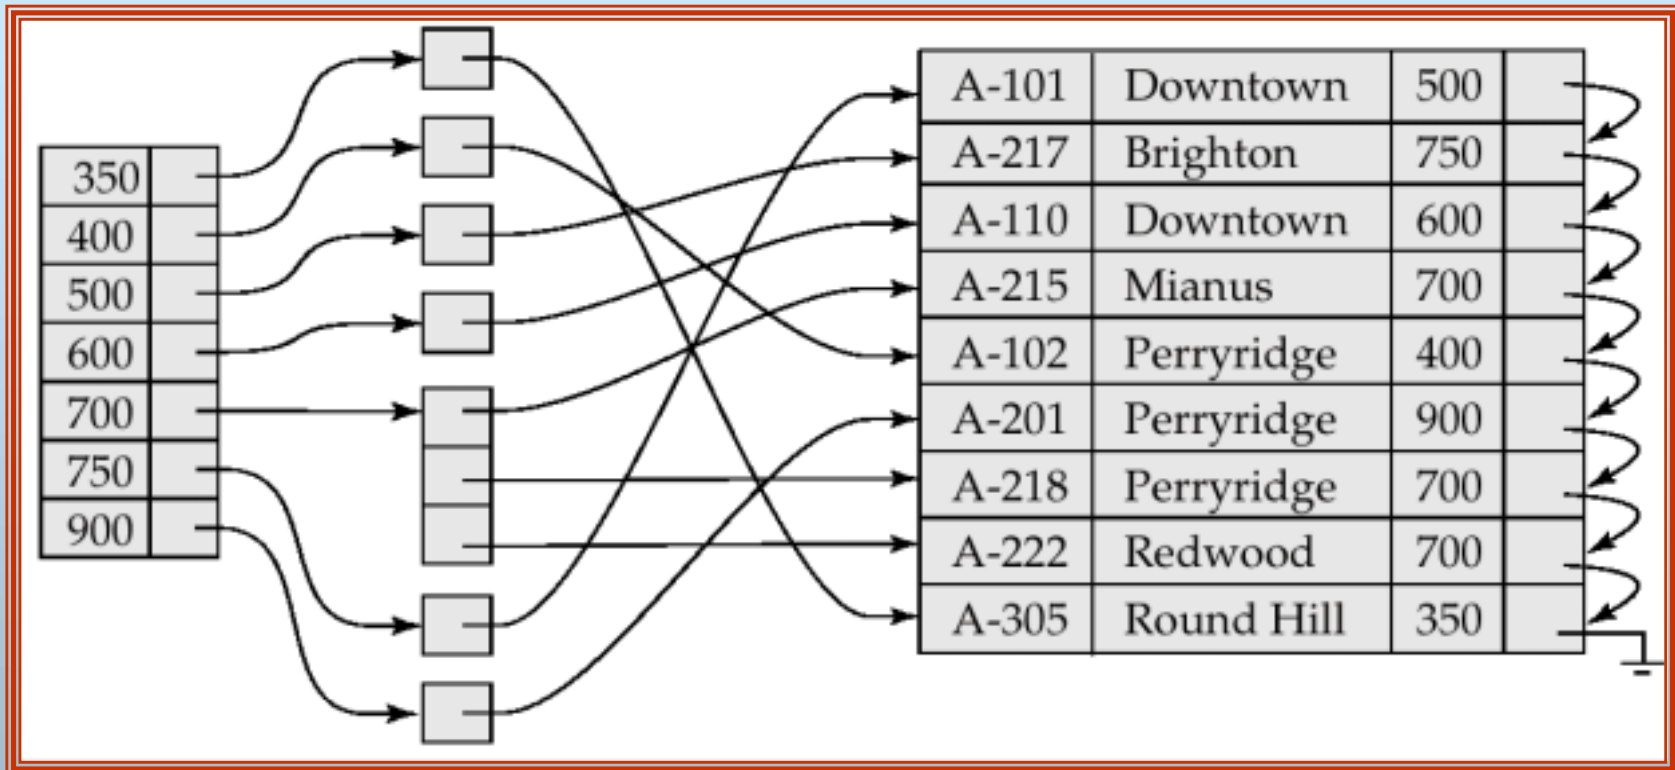 350
400
500
600
700
750
900
A-101 Downtown 500
A-217 Brighton 750
A-110 Downtown 600
A-215 Mianus 700
A-102 Perryridge 400
A-201 Perryridge 900
A-218 Perryridge 700
A-222 Redwood 700
A-305 Round Hill 350